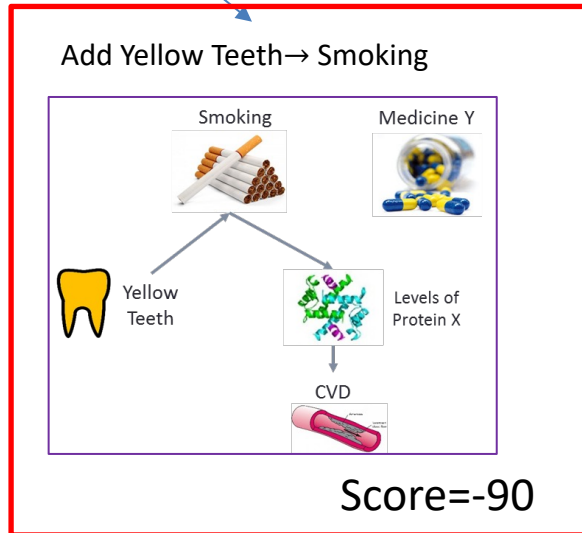 Add Yellow Teeth→ Smoking
Smoking
Medicine Y
Yellow
Teeth
Levels of
Protein X
CVD
Score=-90